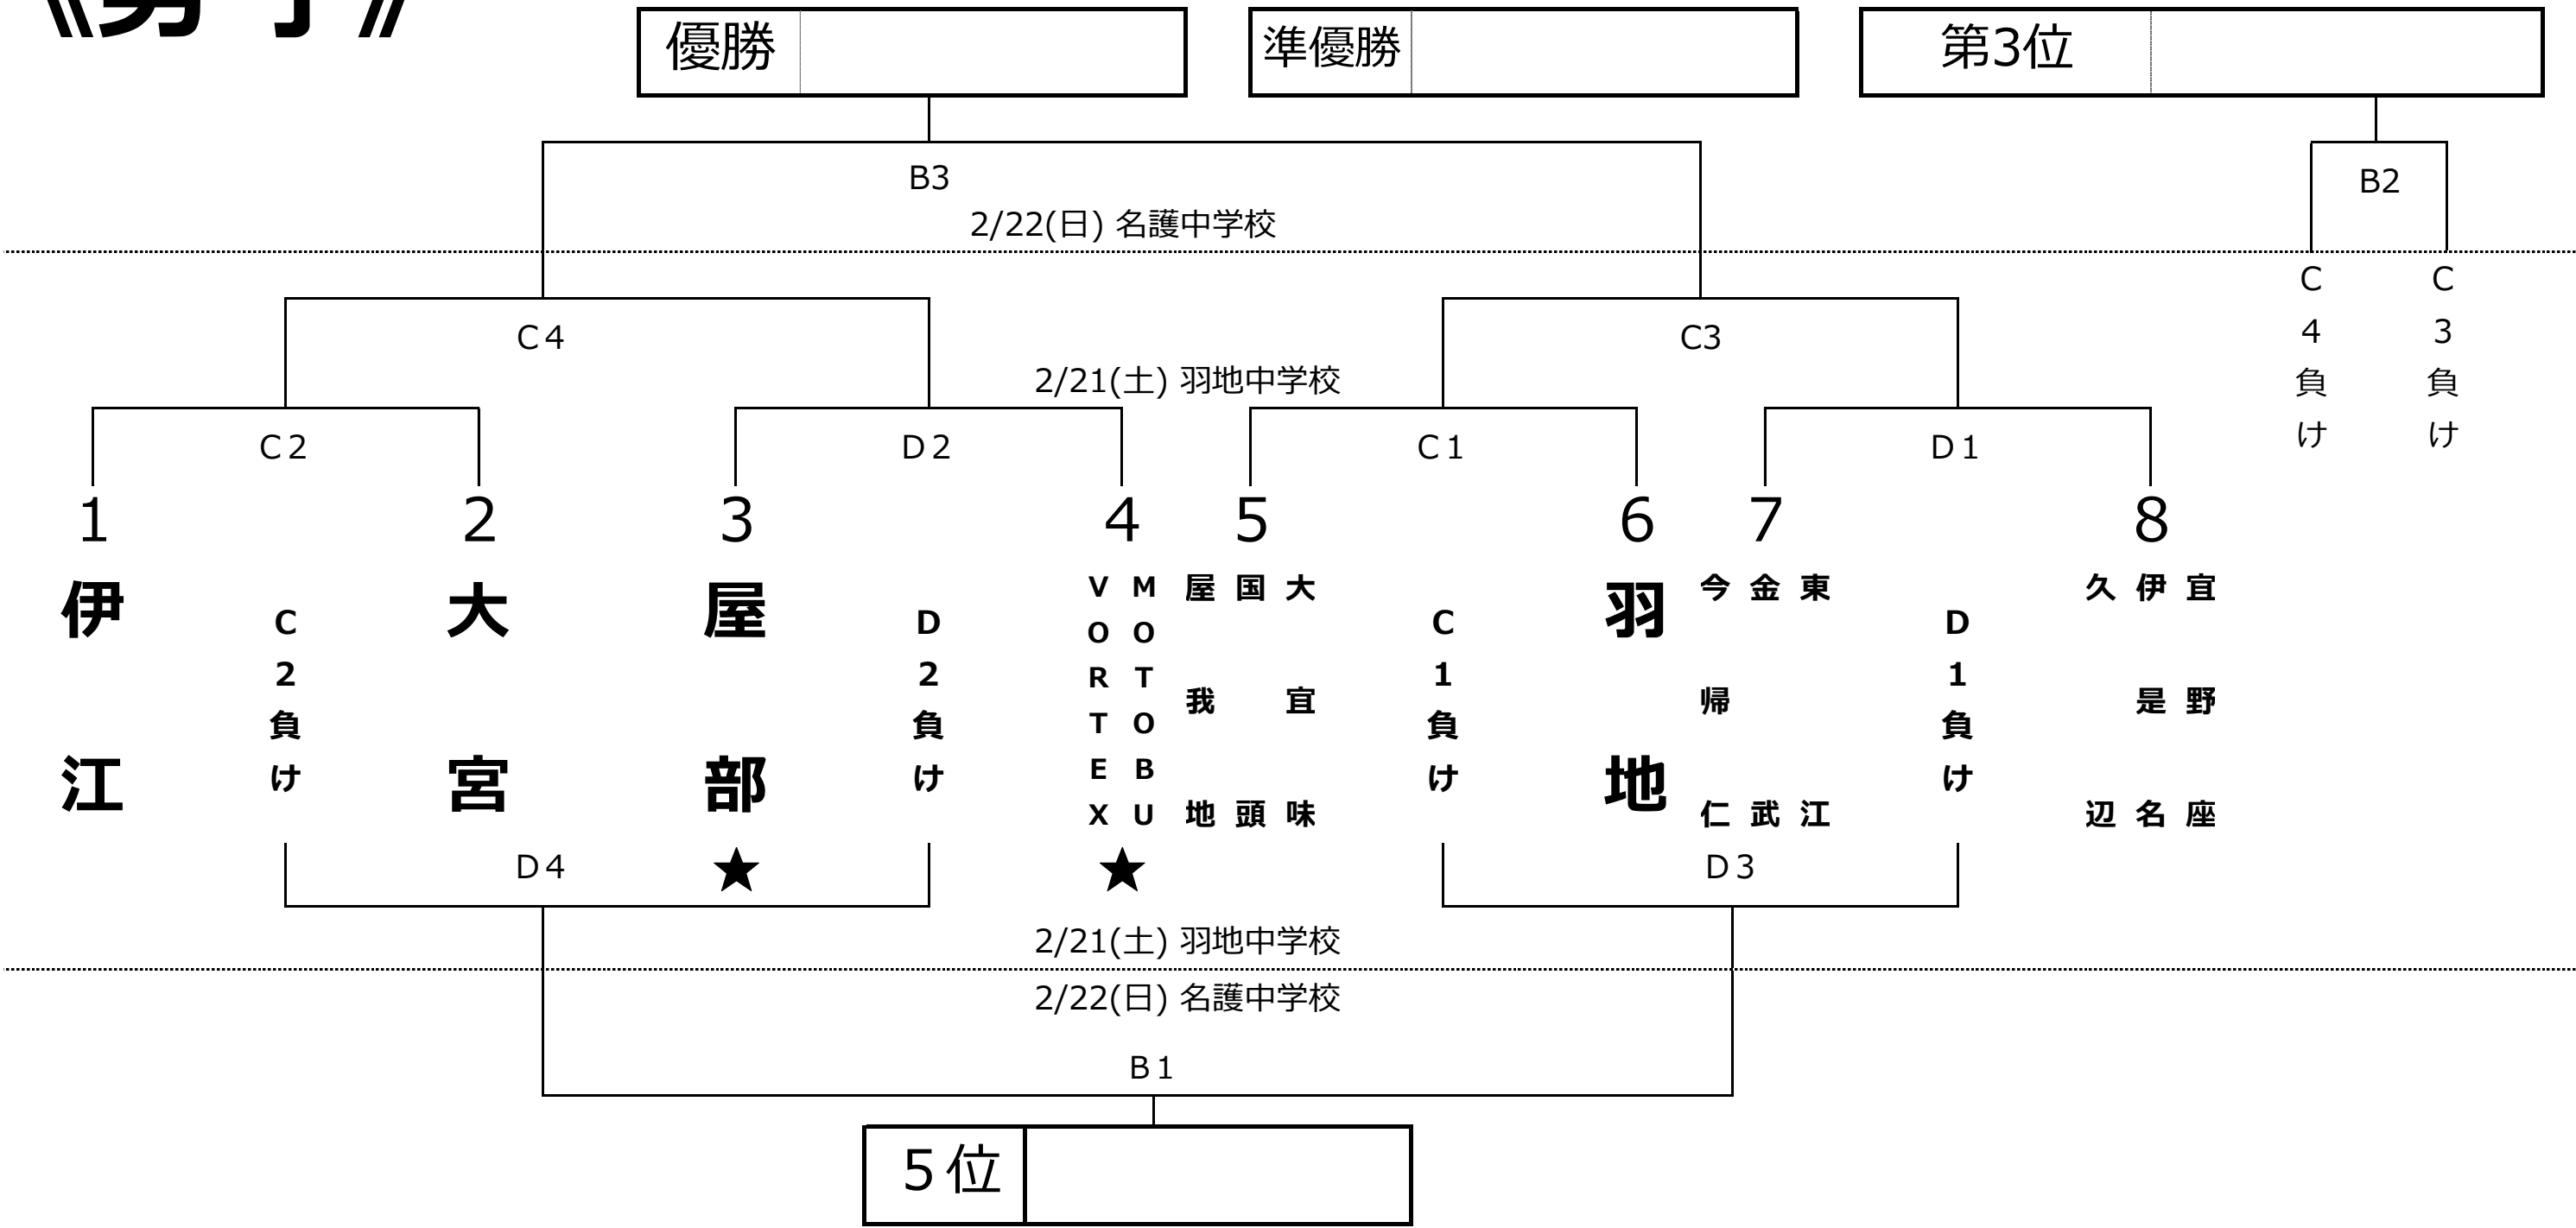 《男子》
優勝
準優勝
第3位
B3
B2
2/22(日) 名護中学校
C4負け
C3負け
C4
C3
2/21(土) 羽地中学校
C2
D2
C1
D1
1
2
3
4
5
6
7
8
伊江
C2負け
大宮
屋部
D2負け
MOTOBU
VORTEX
大宜味
国頭
屋我地
C1負け
羽地
東江
金武
今帰仁
D1負け
宜野座
伊是名
久辺
D4
★
★
D3
2/21(土) 羽地中学校
2/22(日) 名護中学校
B1
5位